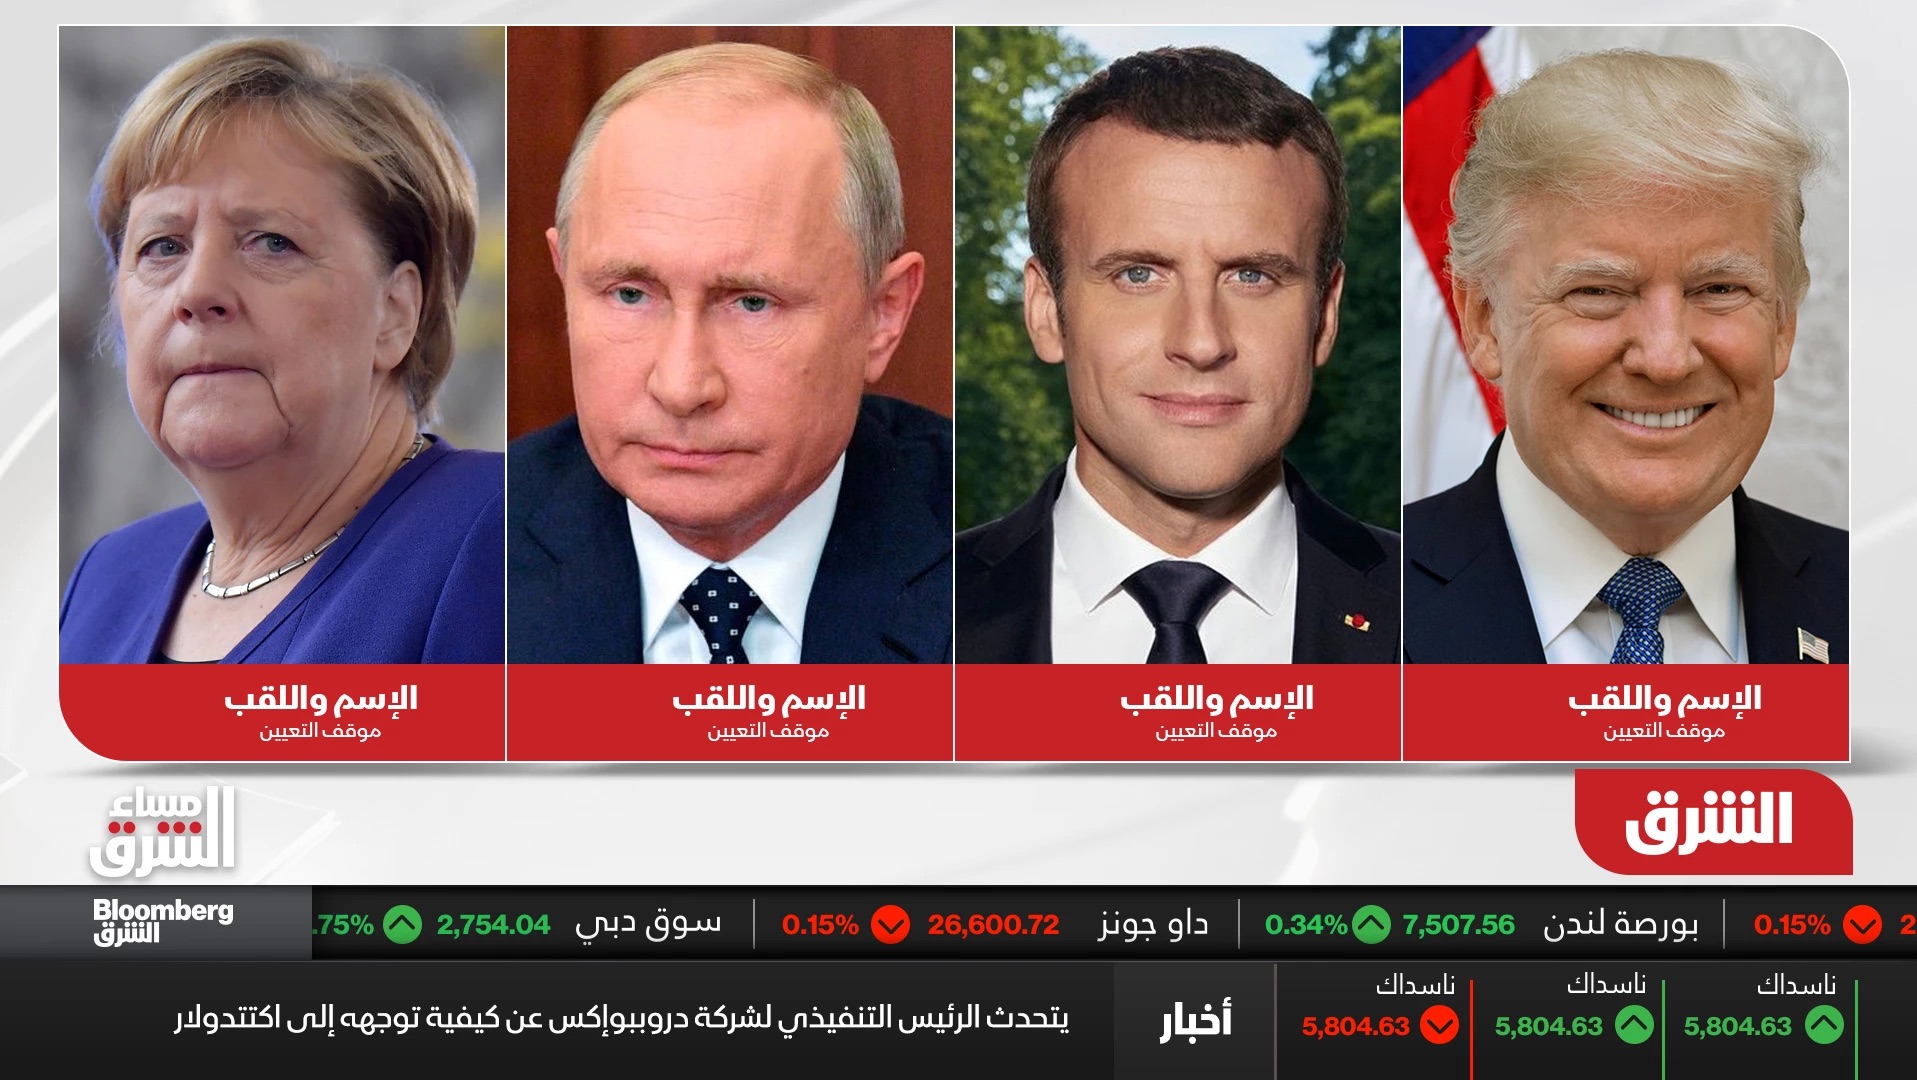 الإسم واللقب
موقف التعيين
الإسم واللقب
موقف التعيين
الإسم واللقب
موقف التعيين
الإسم واللقب
موقف التعيين
الشرق
مساء
الشرق
0.15%
بورصة لندن 7,507.56 0.34%
داو جونز 26,600.72 0.15%
سوق دبي 2,754.04 .75%
Bloomberg
الشرق
ناسداك
5,804.63
ناسداك
5,804.63
ناسداك
5,804.63
أخبار
يتحدث الرئيس التنفيذي لشركة دروببوإكس عن كيفية توجهه إلى اكتتدولار